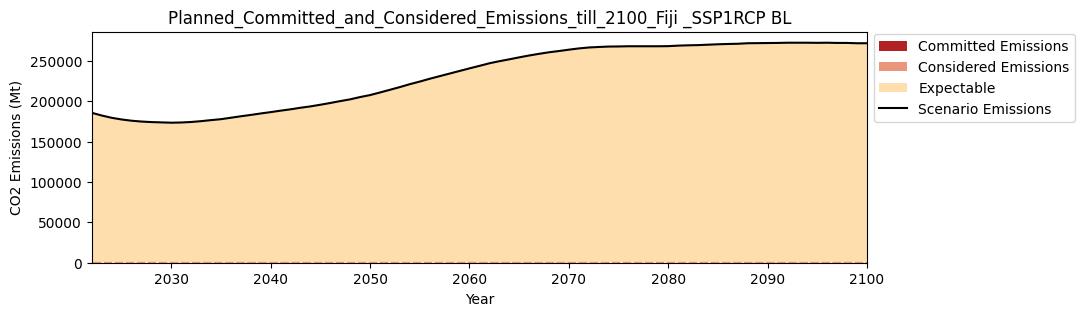 Planned_Committed_and_Considered_Emissions_till_2100_Fiji _SSP1RCP BL
CO2 Emissions (Mt)
250000
200000
150000
100000
50000
0
2030 2040 2050 2060 2070 2080 2090 2100
Year
Committed Emissions
Considered Emissions
Expectable
Scenario Emissions